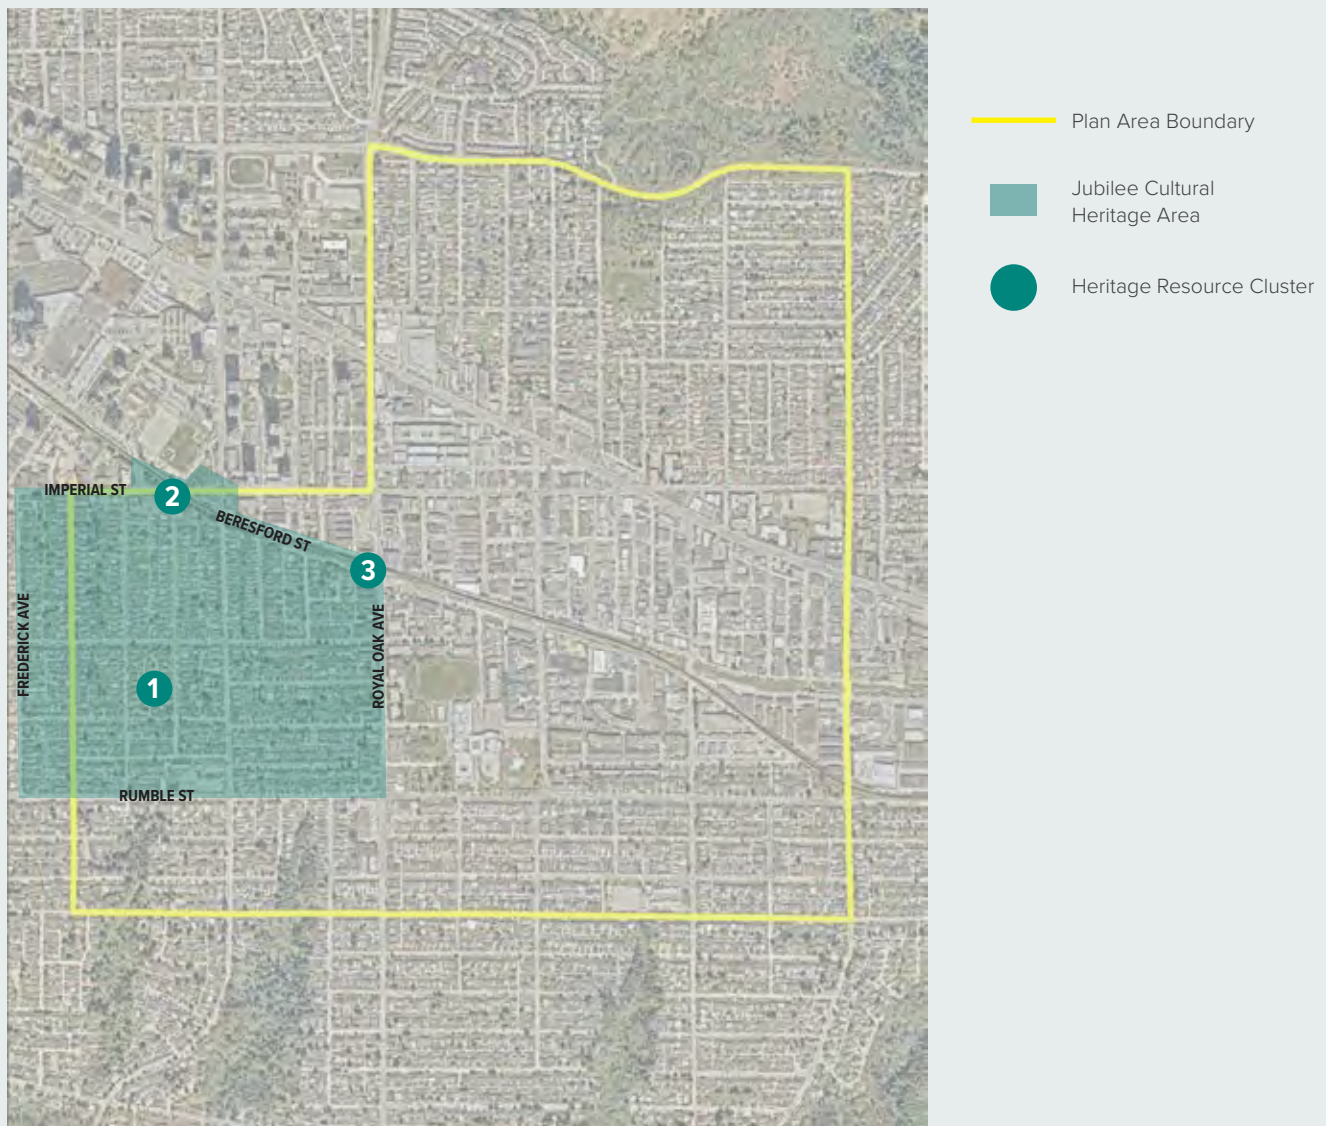 Plan Area Boundary
Jubilee Cultural
Heritage Area
Heritage Resource Cluster
IMPERIAL ST
2
BERESFORD ST
3
FREDERICK AVE
ROYAL OAK AVE
1
RUMBLE ST